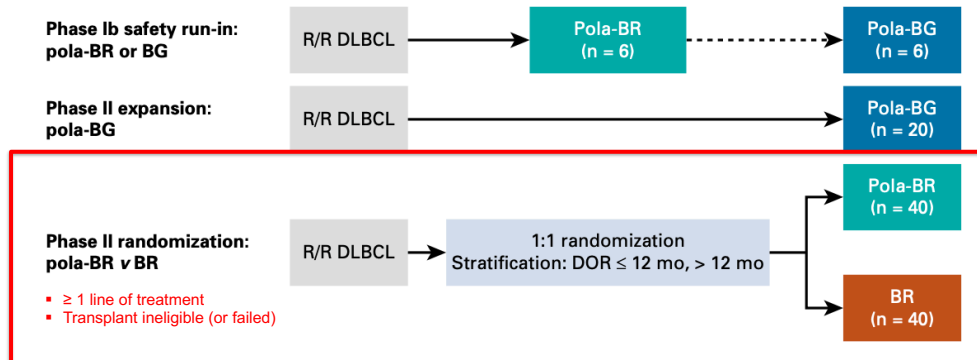 Phase Ib safety run-in:
pola-BR or BG
R/R DLBCL
Pola-BR
(n = 6)
Pola-BG
(n = 6)
Phase II expansion:
pola-BG
R/R DLBCL
Pola-BG
(n = 20)
Phase II randomization:
pola-BR v BR
▪ ≥ 1 line of treatment
▪ Transplant ineligible (or failed)
R/R DLBCL
1:1 randomization
Stratification: DOR ≤ 12 mo, > 12 mo
Pola-BR
(n = 40)
BR
(n = 40)